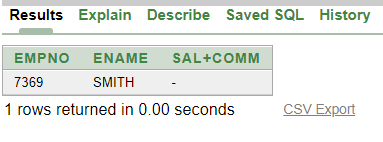 Results Explain Describe Saved SQL History
EMPNO ENAME SAL+COMM
7369 SMITH -
1 rows returned in 0.00 seconds CSV Export